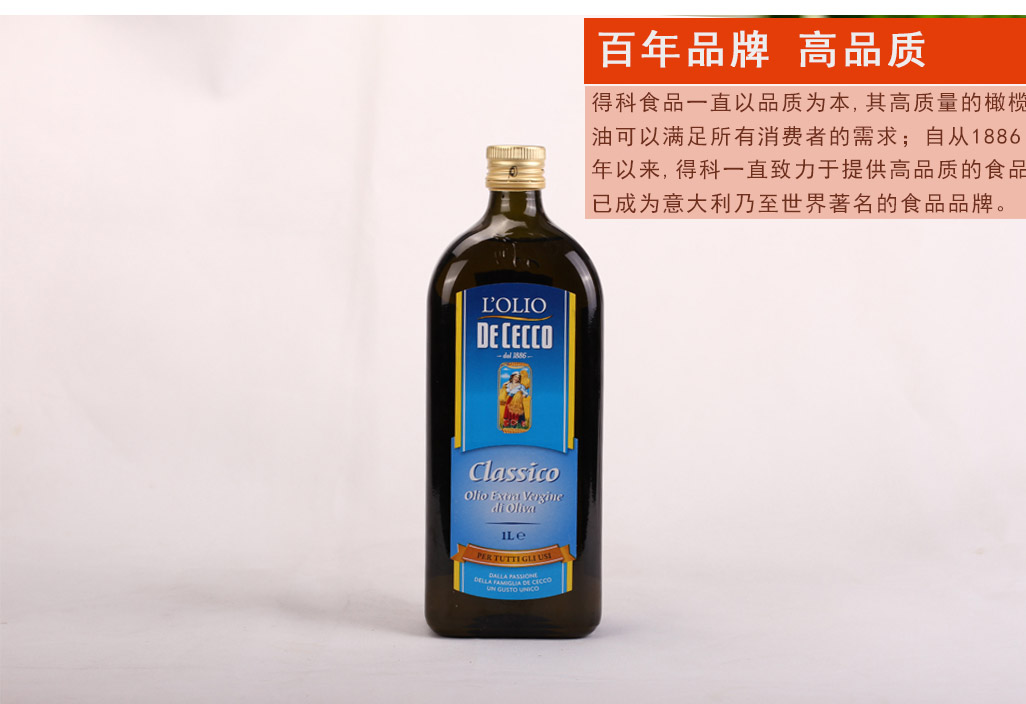 百年品牌 高品质
得科食品一直以品质为本,其高质量的橄榄
油可以满足所有消费者的需求；自从1886
年以来,得科一直致力于提供高品质的食品
已成为意大利乃至世界著名的食品品牌。
L'OLIO
DE CECCO
dal 1886
Classico
Olio Extra Vergine
di Oliva
1L e
PER TUTTI GLI USI
DALLA PASSIONE
DELLA FAMIGLIA DE CECCO
UN GUSTO UNICO